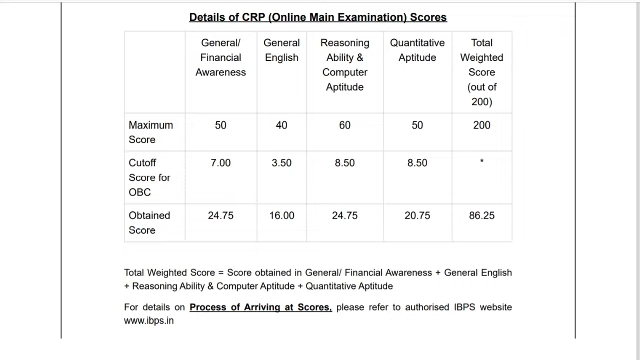 Details of CRP (Online Main Examination) Scores
General/ Financial Awareness | General English | Reasoning Ability & Computer Aptitude | Quantitative Aptitude | Total Weighted Score (out of 200)
Maximum Score | 50 | 40 | 60 | 50 | 200
Cutoff Score for OBC | 7.00 | 3.50 | 8.50 | 8.50 | *
Obtained Score | 24.75 | 16.00 | 24.75 | 20.75 | 86.25
Total Weighted Score = Score obtained in General/ Financial Awareness + General English
+ Reasoning Ability & Computer Aptitude + Quantitative Aptitude
For details on Process of Arriving at Scores, please refer to authorised IBPS website
www.ibps.in